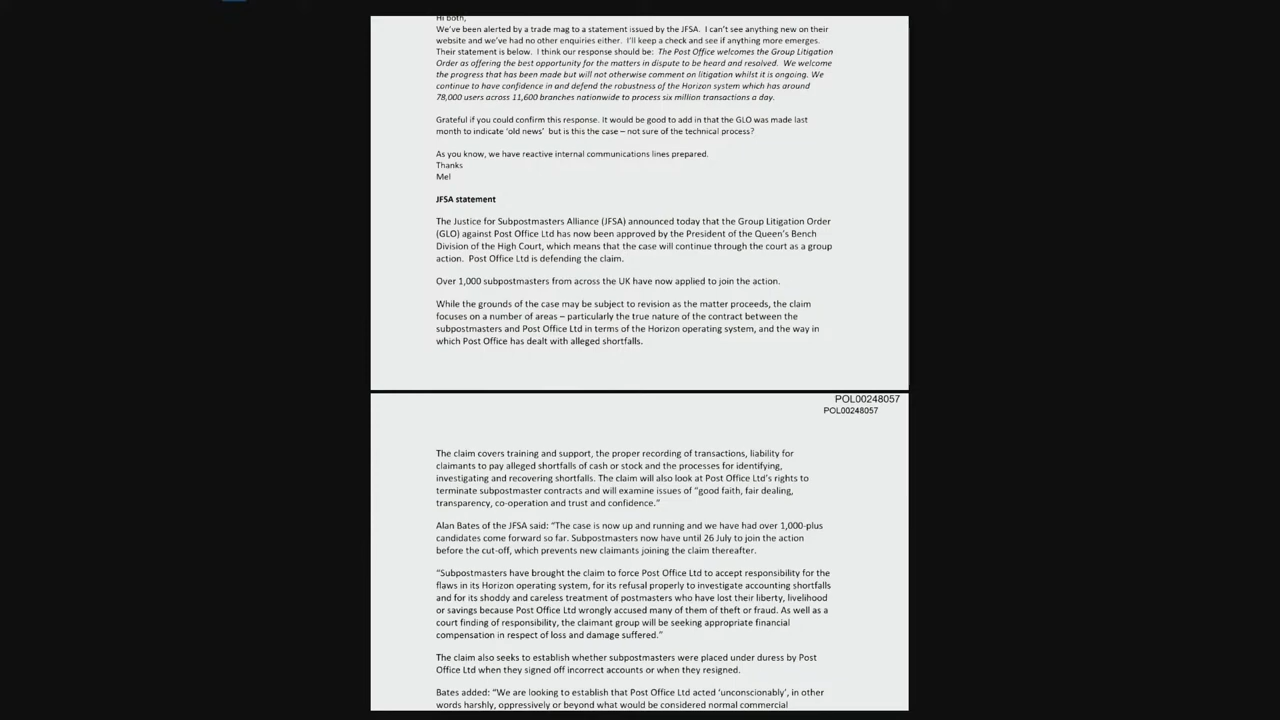 Hi both,
We've been alerted by a trade mag to a statement issued by the JFSA.  I can't see anything new on their
website and we've had no other enquiries either.  I'll keep a check and see if anything more emerges.
Their statement is below.  I think our response should be:  The Post Office welcomes the Group Litigation
Order as offering the best opportunity for the matters in dispute to be heard and resolved.  We welcome
the progress that has been made but will not otherwise comment on litigation whilst it is ongoing. We
continue to have confidence in and defend the robustness of the Horizon system which has around
78,000 users across 11,600 branches nationwide to process six million transactions a day.
Grateful if you could confirm this response. It would be good to add in that the GLO was made last
month to indicate 'old news'  but is this the case – not sure of the technical process?
As you know, we have reactive internal communications lines prepared.
Thanks
Mel
JFSA statement
The Justice for Subpostmasters Alliance (JFSA) announced today that the Group Litigation Order
(GLO) against Post Office Ltd has now been approved by the President of the Queen's Bench
Division of the High Court, which means that the case will continue through the court as a group
action.  Post Office Ltd is defending the claim.
Over 1,000 subpostmasters from across the UK have now applied to join the action.
While the grounds of the case may be subject to revision as the matter proceeds, the claim
focuses on a number of areas – particularly the true nature of the contract between the
subpostmasters and Post Office Ltd in terms of the Horizon operating system, and the way in
which Post Office has dealt with alleged shortfalls.
POL00248057
POL00248057
The claim covers training and support, the proper recording of transactions, liability for
claimants to pay alleged shortfalls of cash or stock and the processes for identifying,
investigating and recovering shortfalls. The claim will also look at Post Office Ltd's rights to
terminate subpostmaster contracts and will examine issues of "good faith, fair dealing,
transparency, co-operation and trust and confidence."
Alan Bates of the JFSA said: "The case is now up and running and we have had over 1,000-plus
candidates come forward so far. Subpostmasters now have until 26 July to join the action
before the cut-off, which prevents new claimants joining the claim thereafter.
"Subpostmasters have brought the claim to force Post Office Ltd to accept responsibility for the
flaws in its Horizon operating system, for its refusal properly to investigate accounting shortfalls
and for its shoddy and careless treatment of postmasters who have lost their liberty, livelihood
or savings because Post Office Ltd wrongly accused many of them of theft or fraud. As well as a
court finding of responsibility, the claimant group will be seeking appropriate financial
compensation in respect of loss and damage suffered."
The claim also seeks to establish whether subpostmasters were placed under duress by Post
Office Ltd when they signed off incorrect accounts or when they resigned.
Bates added: "We are looking to establish that Post Office Ltd acted 'unconscionably', in other
words harshly, oppressively or beyond what would be considered normal commercial